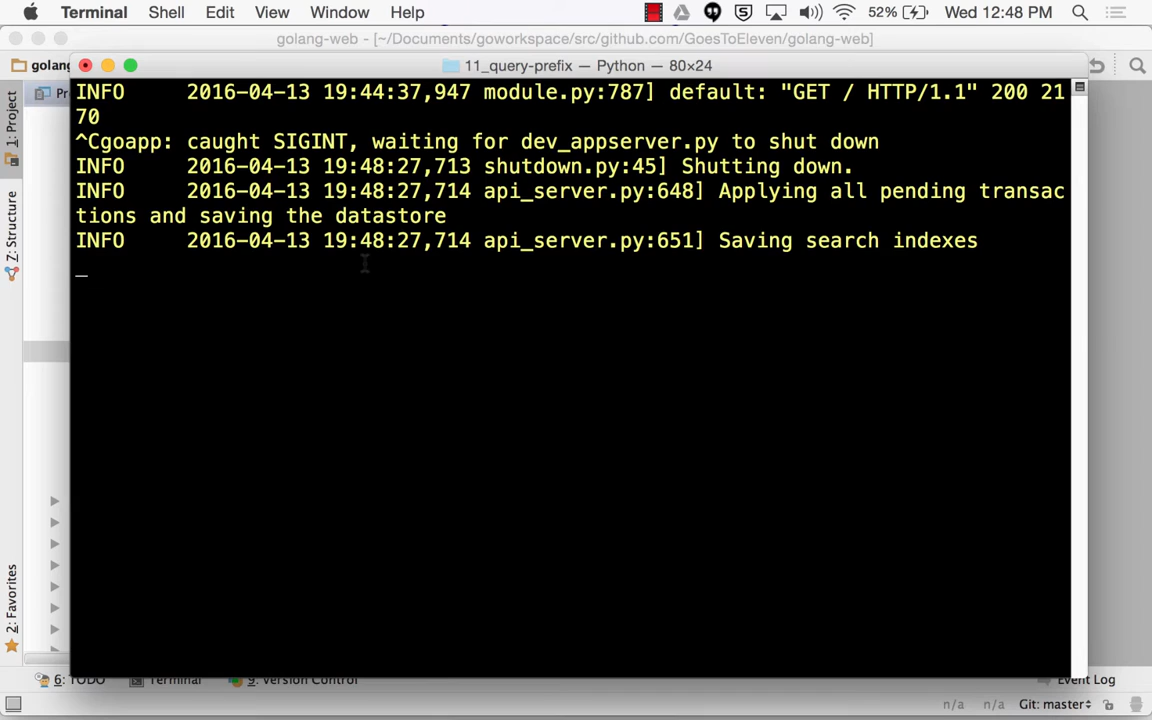 Terminal Shell Edit View Window Help 52% Wed 12:48 PM
golang-web - [~/Documents/goworkspace/src/github.com/GoesToEleven/golang-web]
golan
11_query-prefix — Python — 80×24
1: Project
Pr
INFO 2016-04-13 19:44:37,947 module.py:787] default: "GET / HTTP/1.1" 200 21
70
^Cgoapp: caught SIGINT, waiting for dev_appserver.py to shut down
INFO 2016-04-13 19:48:27,713 shutdown.py:45] Shutting down.
INFO 2016-04-13 19:48:27,714 api_server.py:648] Applying all pending transac
tions and saving the datastore
INFO 2016-04-13 19:48:27,714 api_server.py:651] Saving search indexes
_
Z: Structure
2: Favorites
6: TODO Terminal 9: Version Control Event Log
n/a n/a Git: master